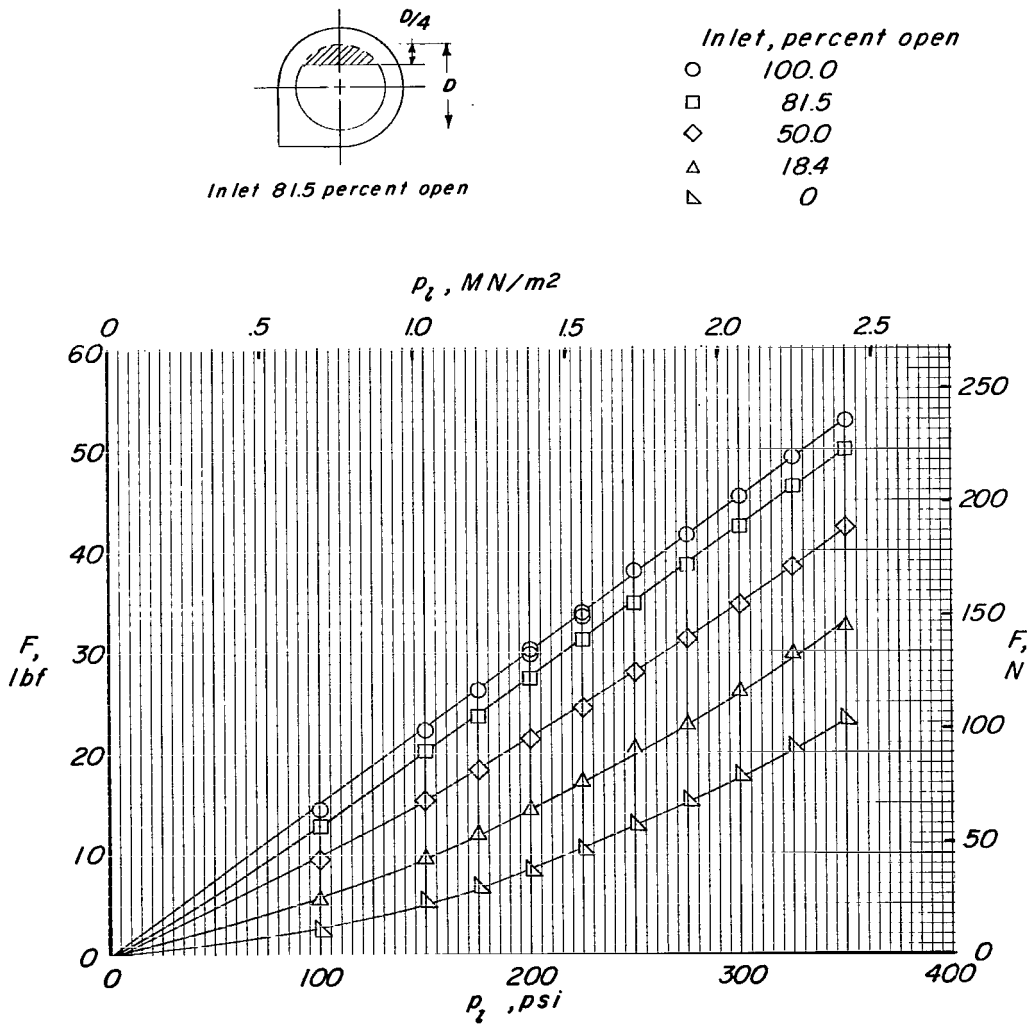 D/4
D
Inlet 81.5 percent open
Inlet, percent open
100.0
81.5
50.0
18.4
0
p_l, MN/m2
0 .5 1.0 1.5 2.0 2.5
60
50
40
30
20
10
0
F,
lbf
250
200
150
100
50
0
F,
N
0 100 200 300 400
p_l, psi